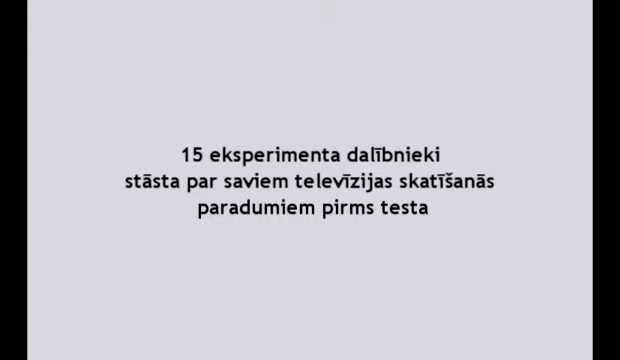 15 eksperimenta dalībnieki
stāsta par saviem televīzijas skatīšanās
paradumiem pirms testa